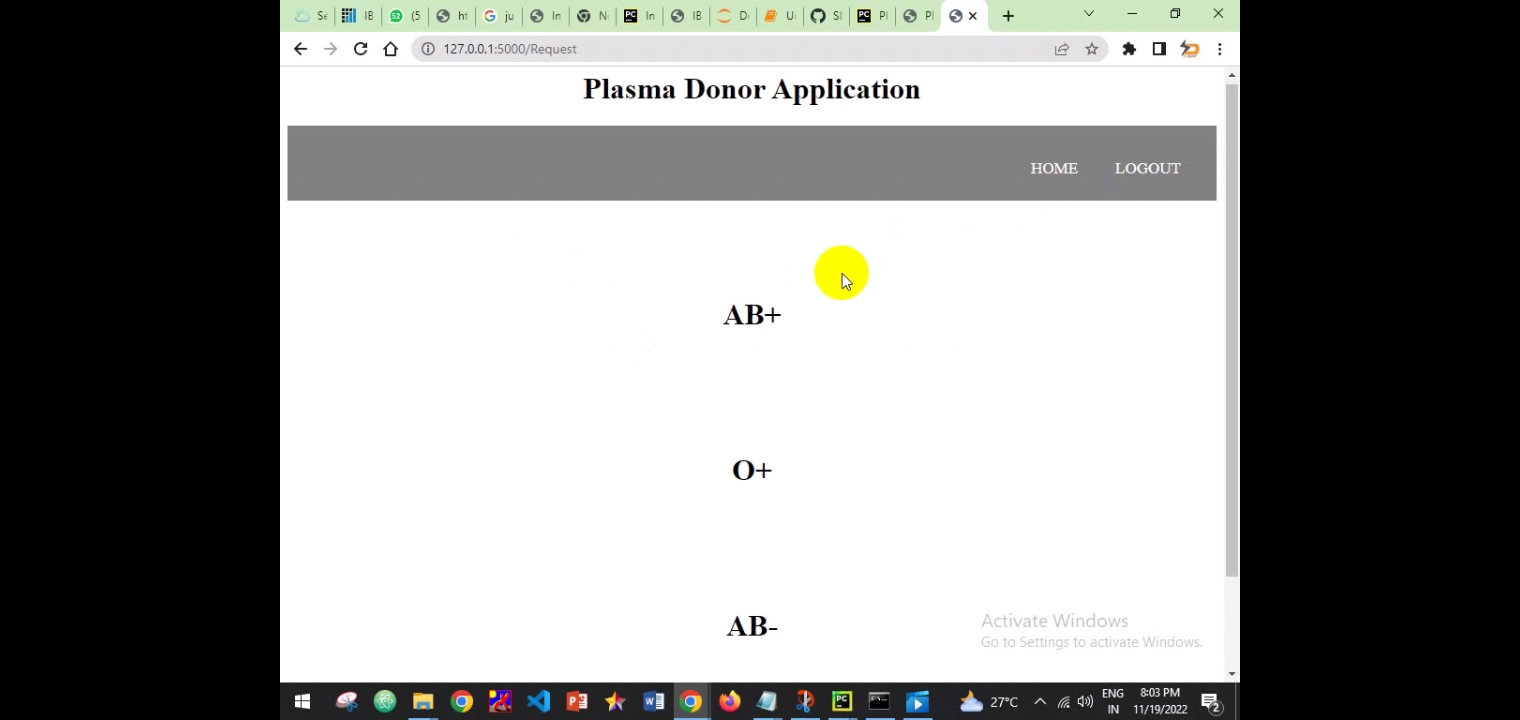 Se
IB
(5
ht
ju
In
N
In
IB
D
U
SI
Pl
Pl
127.0.0.1:5000/Request
Plasma Donor Application
HOME LOGOUT
AB+
O+
AB-
Activate Windows
Go to Settings to activate Windows.
27°C
ENG
IN
8:03 PM
11/19/2022
2